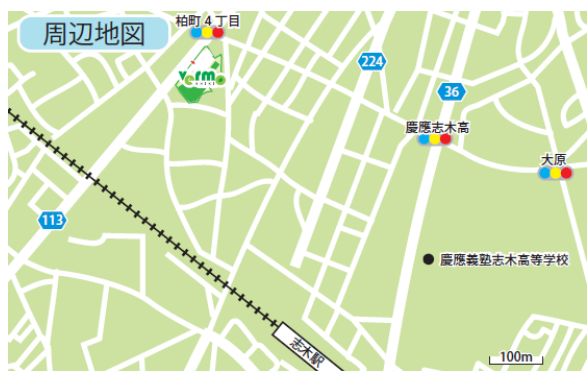 周辺地図
柏町4丁目
verno
224
36
慶應志木高
大原
113
慶應義塾志木高等学校
志木駅
100m